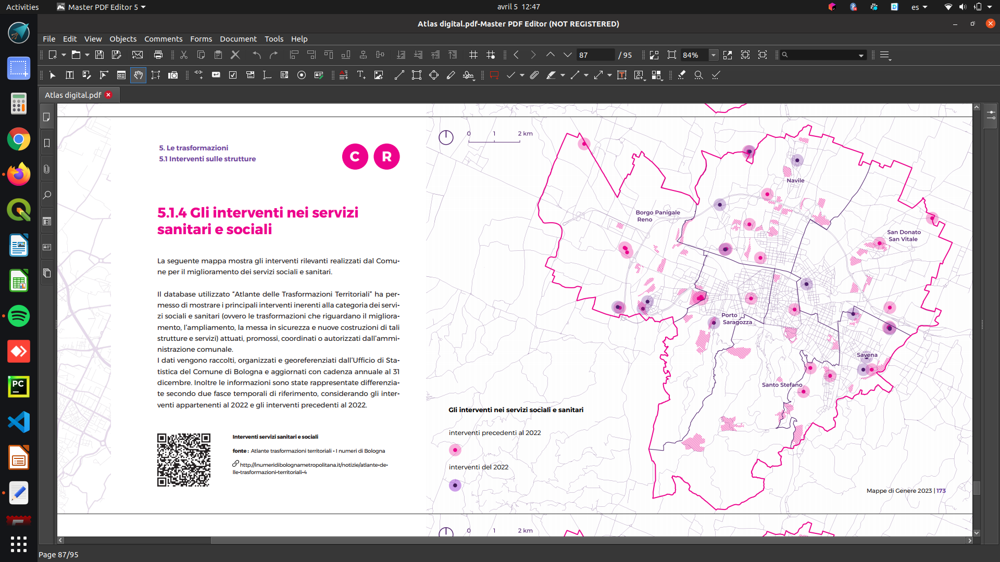 Activities
Master PDF Editor 5
avril 5 12:47
es
Atlas digital.pdf-Master PDF Editor (NOT REGISTERED)
File Edit View Objects Comments Forms Document Tools Help
87 / 95
84%
Atlas digital.pdf
5. Le trasformazioni
5.1 Interventi sulle strutture
C R
5.1.4 Gli interventi nei servizi
sanitari e sociali
La seguente mappa mostra gli interventi rilevanti realizzati dal Comu-
ne per il miglioramento dei servizi sociali e sanitari.
Il database utilizzato “Atlante delle Trasformazioni Territoriali” ha per-
messo di mostrare i principali interventi inerenti alla categoria dei servi-
zi sociali e sanitari (ovvero le trasformazioni che riguardano il migliora-
mento, l’ampliamento, la messa in sicurezza e nuove costruzioni di tali
strutture e servizi) attuati, promossi, coordinati o autorizzati dall’ammi-
nistrazione comunale.
I dati vengono raccolti, organizzati e georeferenziati dall’Ufficio di Sta-
tistica del Comune di Bologna e aggiornati con cadenza annuale al 31
dicembre. Inoltre le informazioni sono state rappresentate differenzia-
te secondo due fasce temporali di riferimento, considerando gli inter-
venti appartenenti al 2022 e gli interventi precedenti al 2022.
Interventi servizi sanitari e sociali
fonte : Atlante trasformazioni territoriali - I numeri di Bologna
http://inumeridibolognametropolitana.it/notizie/atlante-de-
lle-trasformazioni-territoriali-4
0 1 2 km
Navile
Borgo Panigale
Reno
San Donato
San Vitale
Porto
Saragozza
Savena
Santo Stefano
Gli interventi nei servizi sociali e sanitari
interventi precedenti al 2022
interventi del 2022
Mappe di Genere 2023 | 173
0 1 2 km
Page 87/95
PC